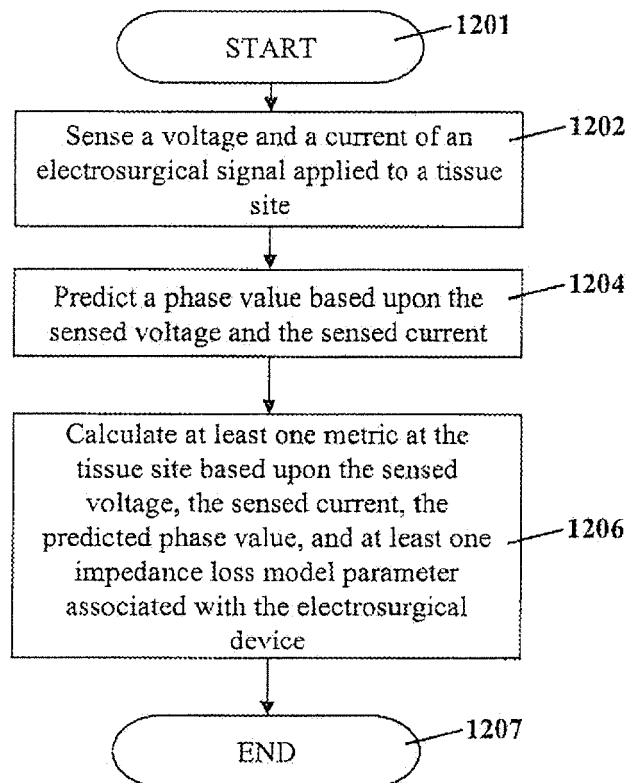 START
1201
Sense a voltage and a current of an
electrosurgical signal applied to a tissue
site
1202
Predict a phase value based upon the
sensed voltage and the sensed current
1204
Calculate at least one metric at the
tissue site based upon the sensed
voltage, the sensed current, the
predicted phase value, and at least one
impedance loss model parameter
associated with the electrosurgical
device
1206
END
1207